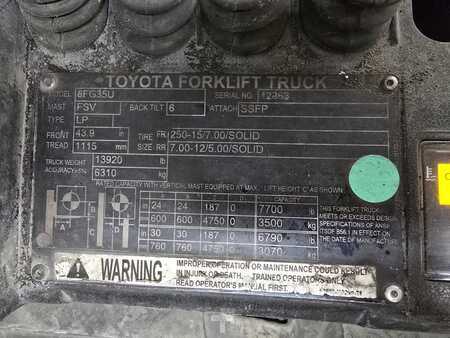 TOYOTA FORKLIFT TRUCK
MODEL 8FG35U SERIAL NO.
MAST FSV BACK TILT 6 ATTACH SSFP
TYPE LP
FRONT 43.9 in TIRE FR 250-15/7.00/SOLID
TREAD 1115 mm SIZE RR 7.00-12/5.00/SOLID
TRUCK WEIGHT 13920 lb
ACCURACY±5% 6310 kg
RATED CAPACITY WITH VERTICAL MAST EQUIPPED AT MAX. LIFT HEIGHT C AS SHOWN.
A B C D CAPACITY
in 24 24 187 0 7700 lb
600 600 4750 0 3500 kg
in 30 30 187 0 6790 lb
760 760 4750 0 3070
THIS FORKLIFT TRUCK
MEETS OR EXCEEDS DESIGN
SPECIFICATIONS OF ANSI/
ITSDF B56.1 IN EFFECT ON
THE DATE OF MANUFACTURE.
WARNING
IMPROPER OPERATION OR MAINTENANCE COULD RESULT
IN INJURY OR DEATH. TRAINED OPERATORS ONLY.
READ OPERATOR'S MANUAL FIRST.